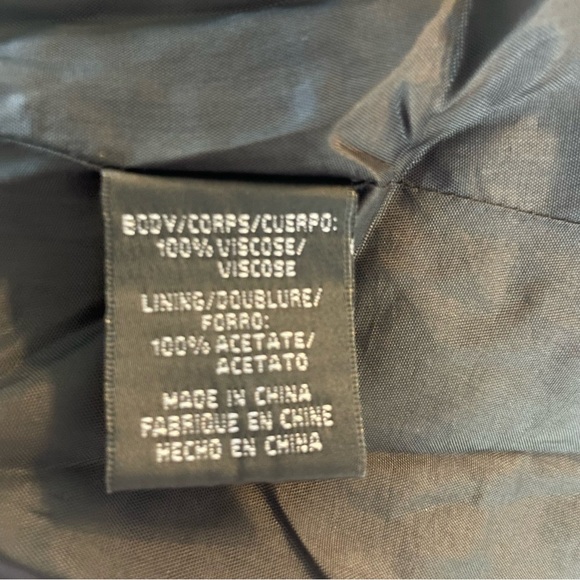 BODY/CORPS/CUERPO:
100% VISCOSE/
VISCOSE
LINING/DOUBLURE/
FORRO:
100% ACETATE/
ACETATO
MADE IN CHINA
FABRIQUE EN CHINE
HECHO EN CHINA